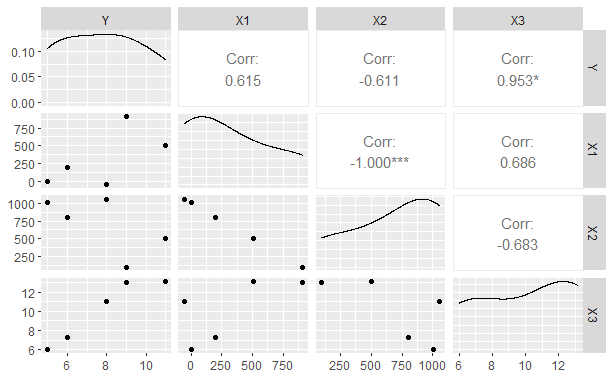 Y X1 X2 X3
0.10
0.05
0.00
Corr:
0.615
Corr:
-0.611
Corr:
0.953*
Y
750
500
250
0
Corr:
-1.000***
Corr:
0.686
X1
1000
750
500
250
Corr:
-0.683
X2
12
10
8
6
X3
6 8 10 0 250 500 750 250 500 750 1000 6 8 10 12